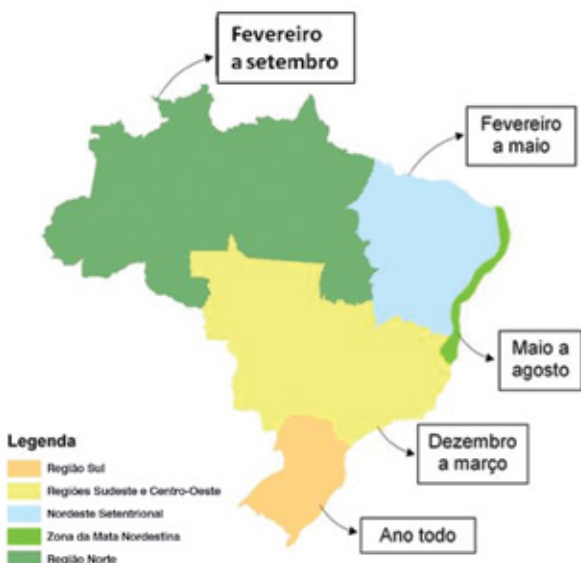 Fevereiro
a setembro
Fevereiro
a maio
Maio a
agosto
Dezembro
a março
Ano todo
Legenda
Região Sul
Regiões Sudeste e Centro-Oeste
Nordeste Setentrional
Zona da Mata Nordestina
Região Norte